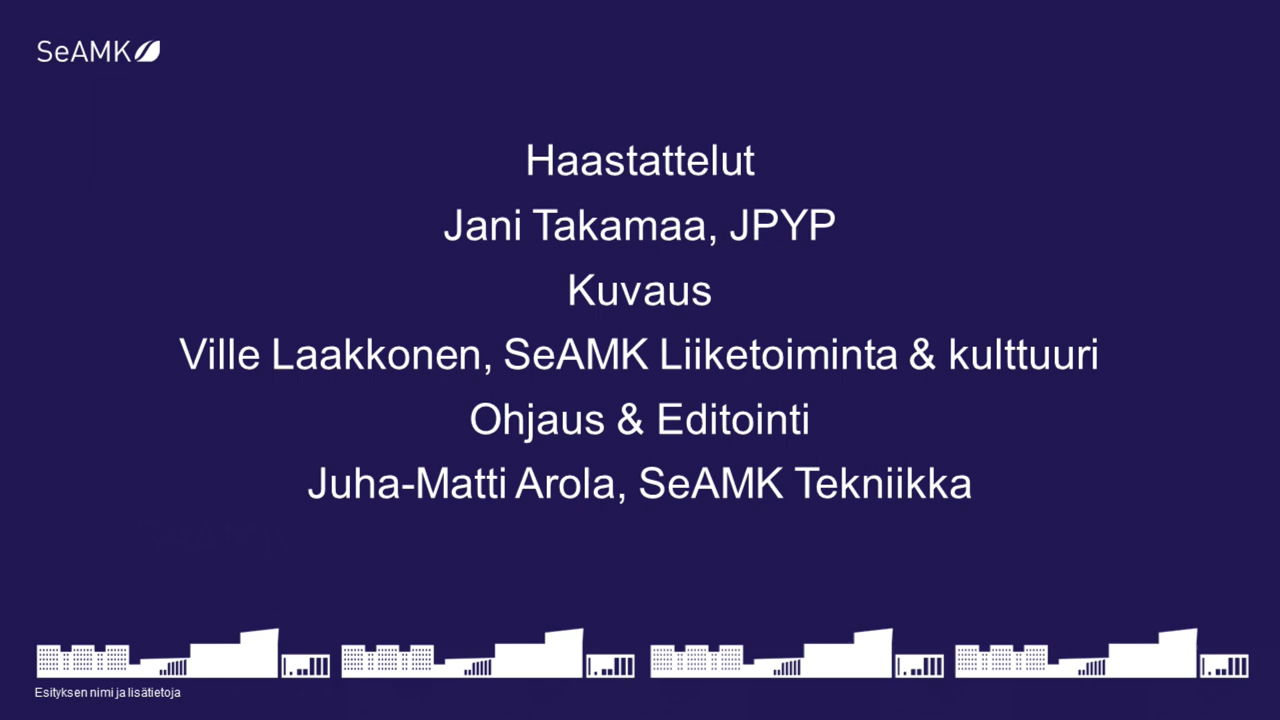 SeAMK
Haastattelut
Jani Takamaa, JPYP
Kuvaus
Ville Laakkonen, SeAMK Liiketoiminta & kulttuuri
Ohjaus & Editointi
Juha-Matti Arola, SeAMK Tekniikka
Esityksen nimi ja lisätietoja